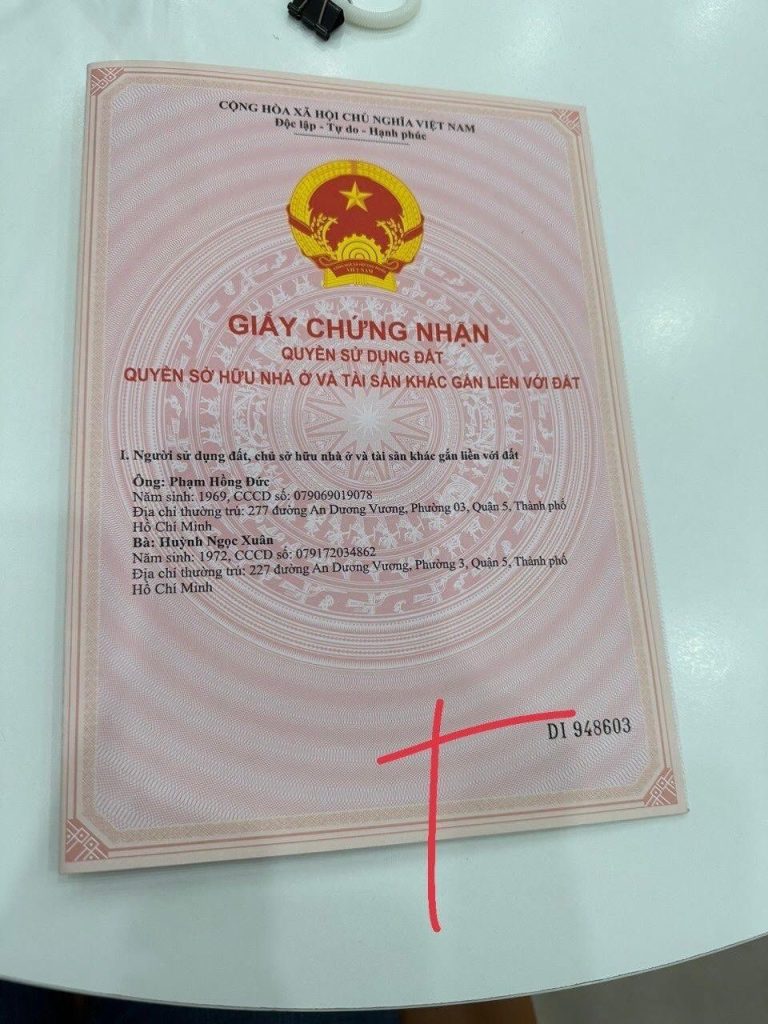 CỘNG HÒA XÃ HỘI CHỦ NGHĨA VIỆT NAM
Độc lập - Tự do - Hạnh phúc
VIỆT NAM
GIẤY CHỨNG NHẬN
QUYỀN SỬ DỤNG ĐẤT
QUYỀN SỞ HỮU NHÀ Ở VÀ TÀI SẢN KHÁC GẮN LIỀN VỚI ĐẤT
I. Người sử dụng đất, chủ sở hữu nhà ở và tài sản khác gắn liền với đất
Ông: Phạm Hồng Đức
Năm sinh: 1969, CCCD số: 079069019078
Địa chỉ thường trú: 277 đường An Dương Vương, Phường 03, Quận 5, Thành phố
Hồ Chí Minh
Bà: Huỳnh Ngọc Xuân
Năm sinh: 1972, CCCD số: 079172034862
Địa chỉ thường trú: 227 đường An Dương Vương, Phường 3, Quận 5, Thành phố
Hồ Chí Minh
DI 948603